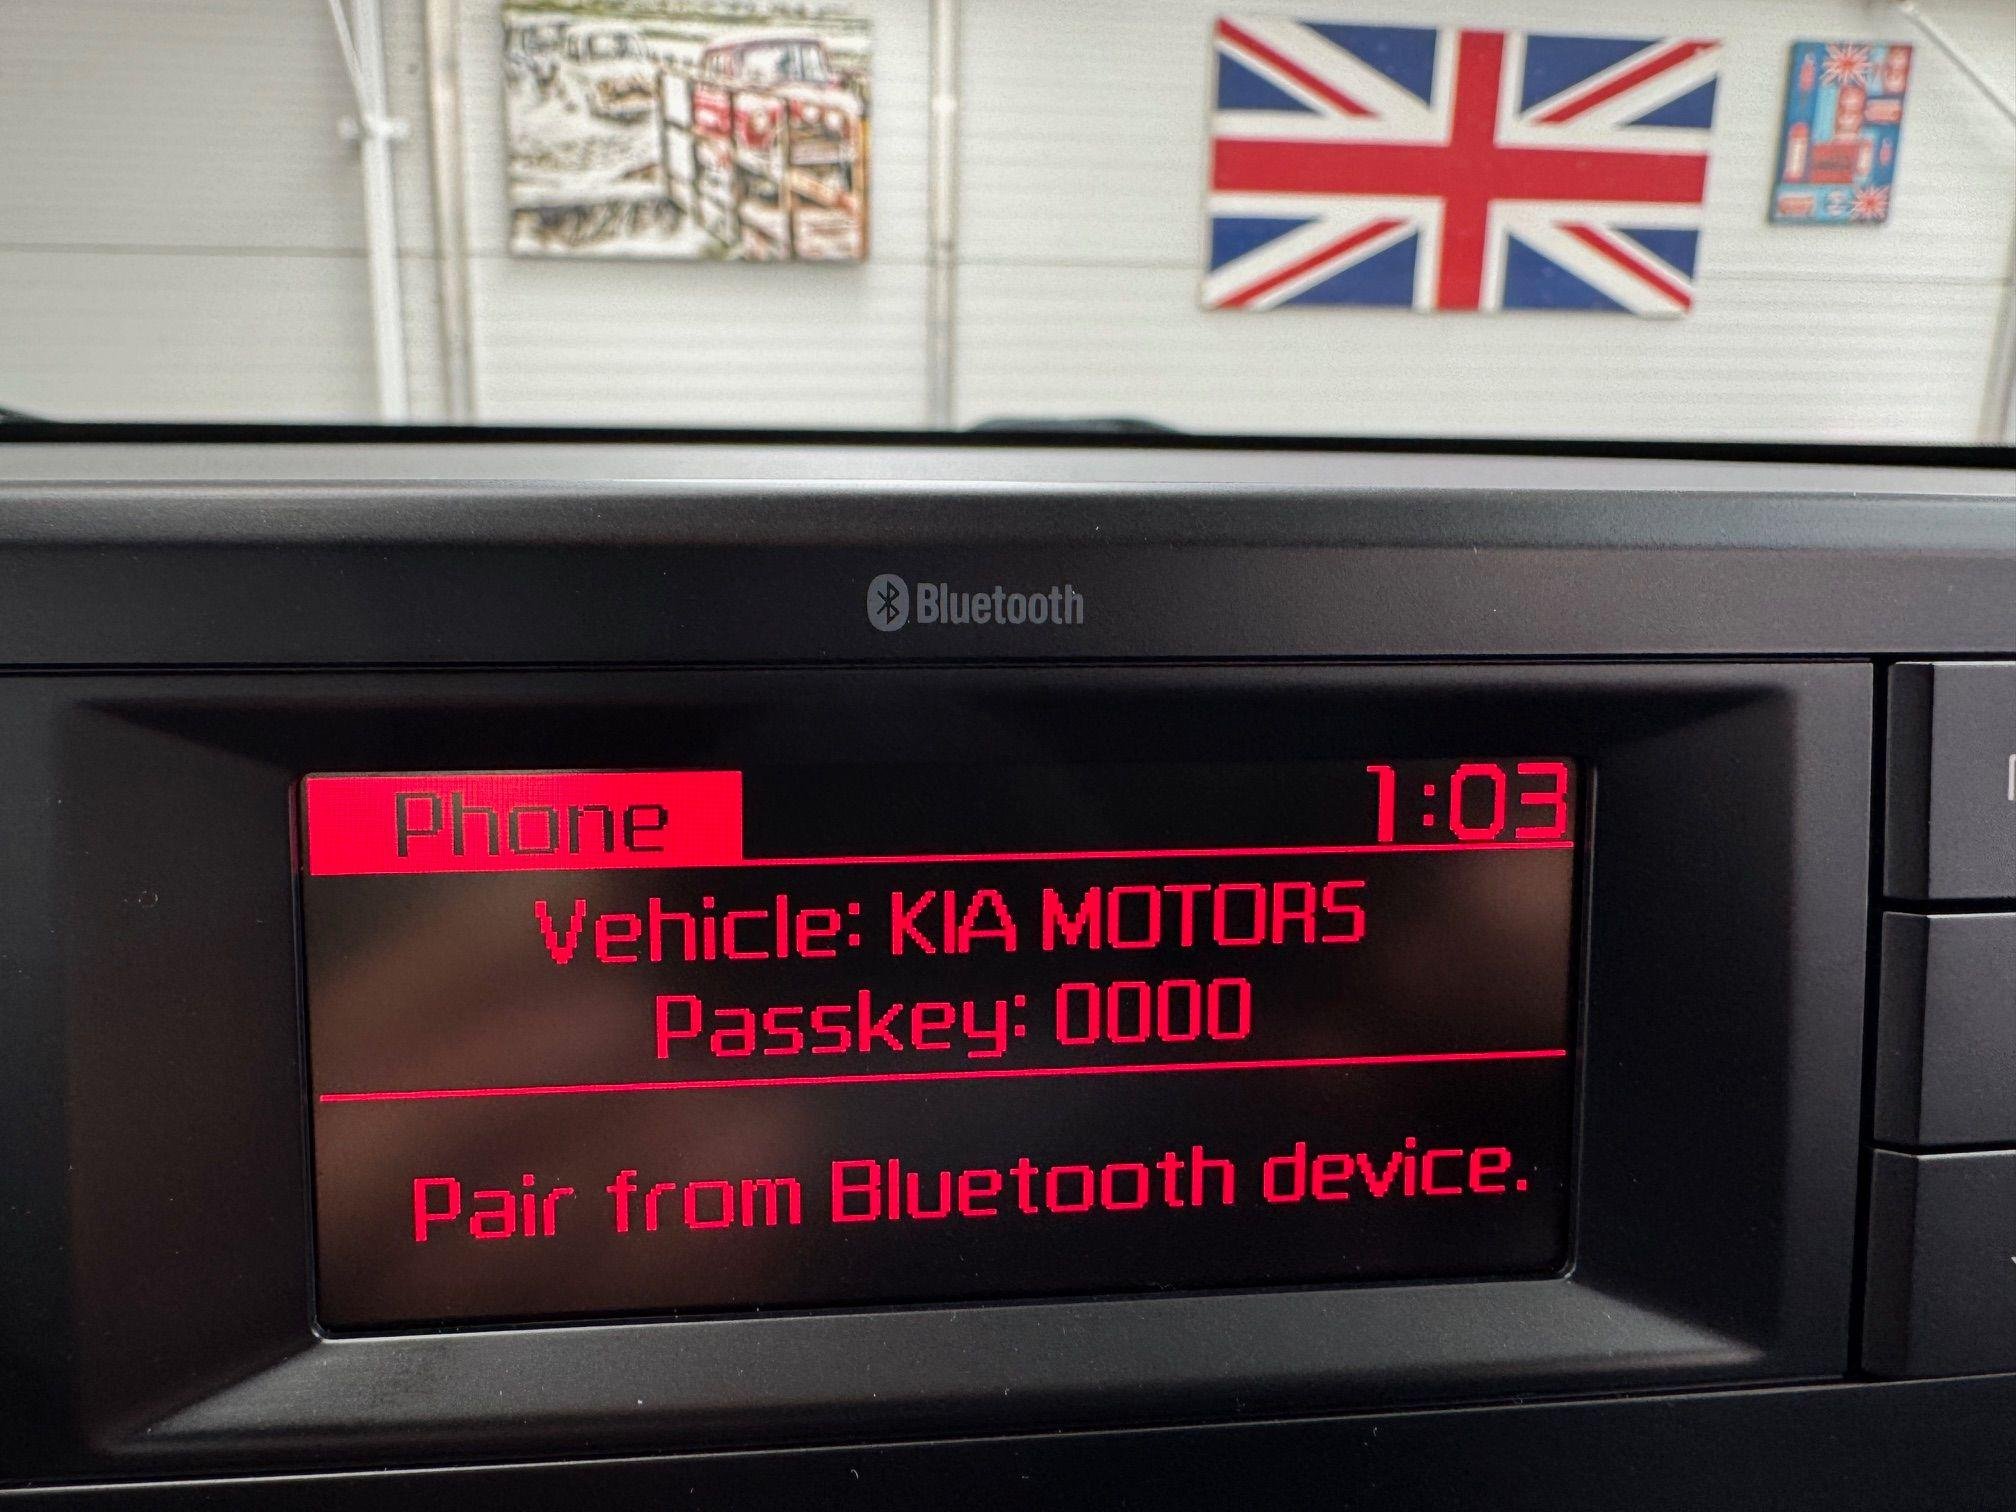 Bluetooth
Phone
1:03
Vehicle: KIA MOTORS
Passkey: 0000
Pair from Bluetooth device.